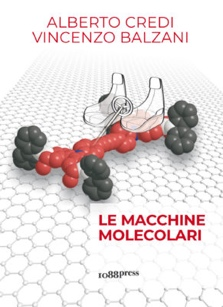 ALBERTO CREDI
VINCENZO BALZANI
LE MACCHINE
MOLECOLARI
1088press